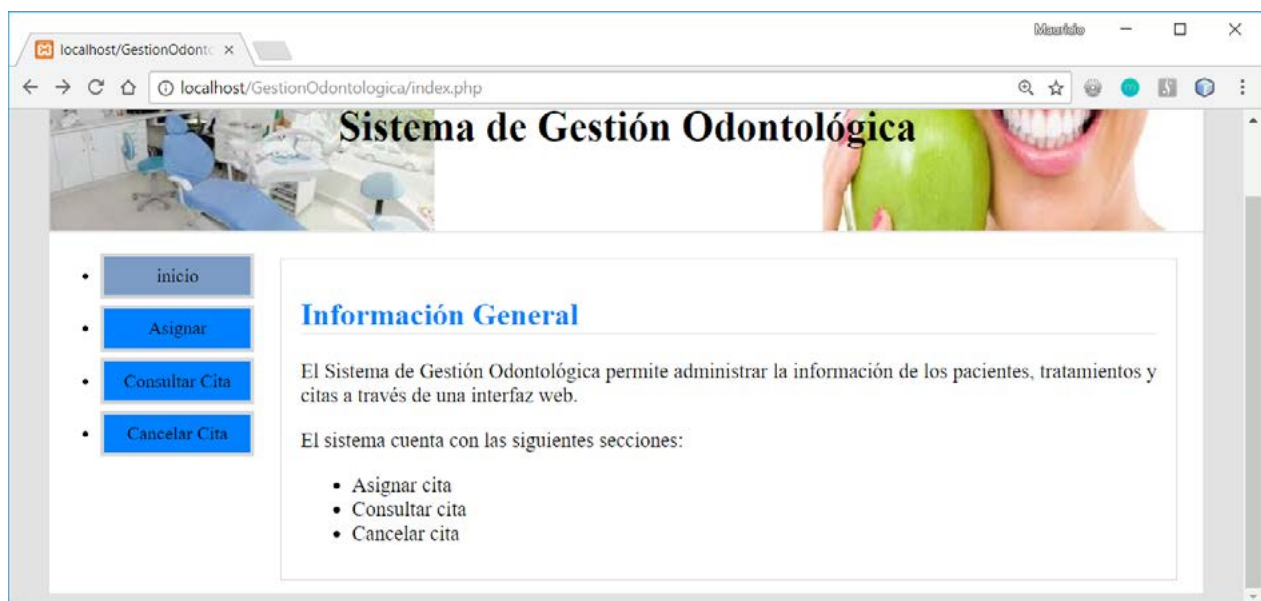 Mauricio
localhost/GestionOdonto
localhost/GestionOdontologica/index.php
Sistema de Gestión Odontológica
inicio
Asignar
Consultar Cita
Cancelar Cita
Información General
El Sistema de Gestión Odontológica permite administrar la información de los pacientes, tratamientos y
citas a través de una interfaz web.
El sistema cuenta con las siguientes secciones:
• Asignar cita
• Consultar cita
• Cancelar cita